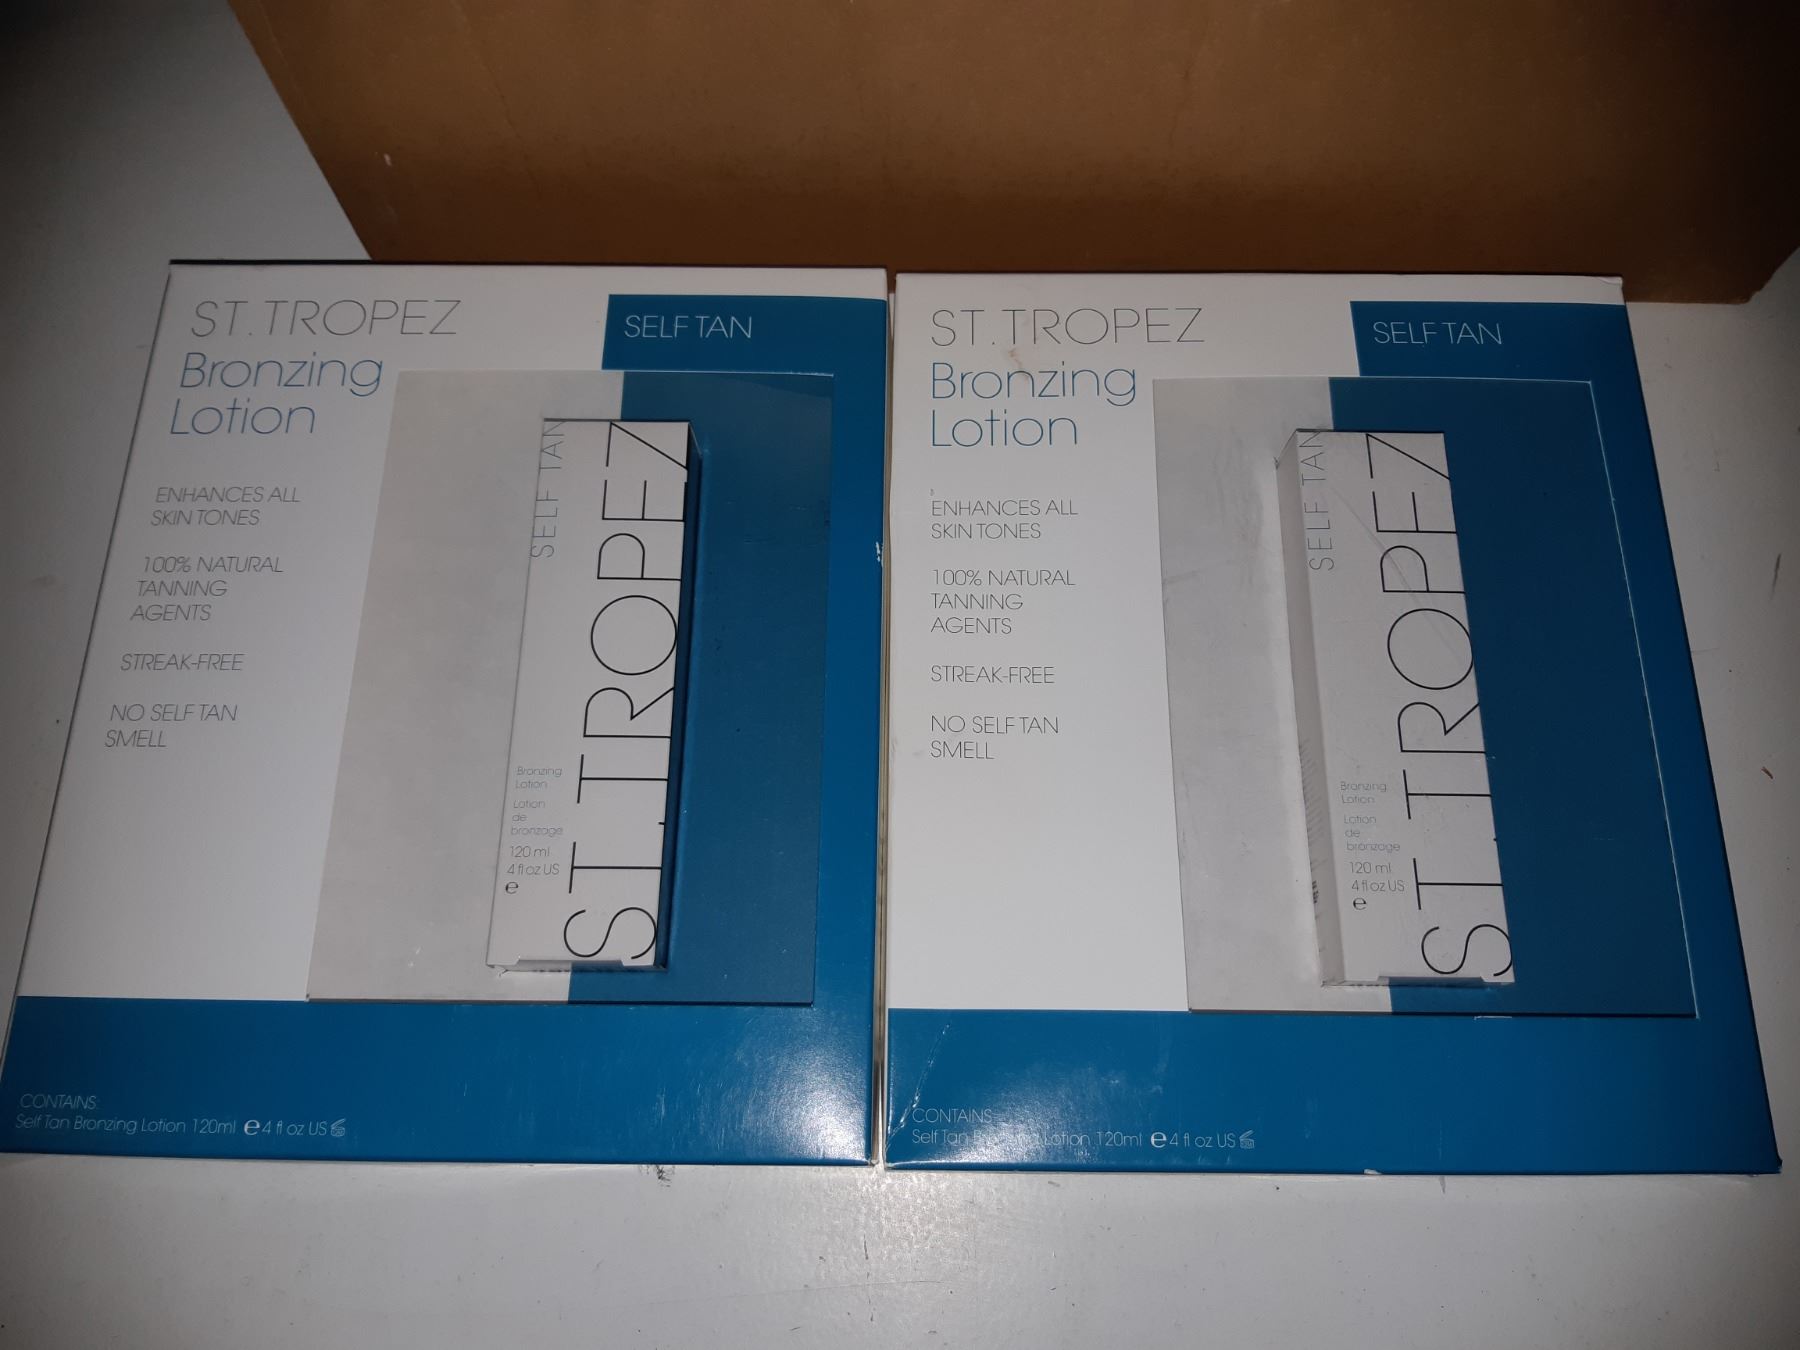 ST.TROPEZ
Bronzing
Lotion
SELF TAN
ENHANCES ALL
SKIN TONES
100% NATURAL
TANNING
AGENTS
STREAK-FREE
NO SELF TAN
SMELL
SELF TAN
ST.TROPEZ
Bronzing
Lotion
Lotion
de
bronzage
120 ml
4 fl oz US
e
CONTAINS:
Self Tan Bronzing Lotion 120ml e 4 fl oz US
ST.TROPEZ
Bronzing
Lotion
SELF TAN
ENHANCES ALL
SKIN TONES
100% NATURAL
TANNING
AGENTS
STREAK-FREE
NO SELF TAN
SMELL
SELF TAN
ST.TROPEZ
Bronzing
Lotion
Lotion
de
bronzage
120 ml
4 fl oz US
e
CONTAINS:
Self Tan Bronzing Lotion 120ml e 4 fl oz US